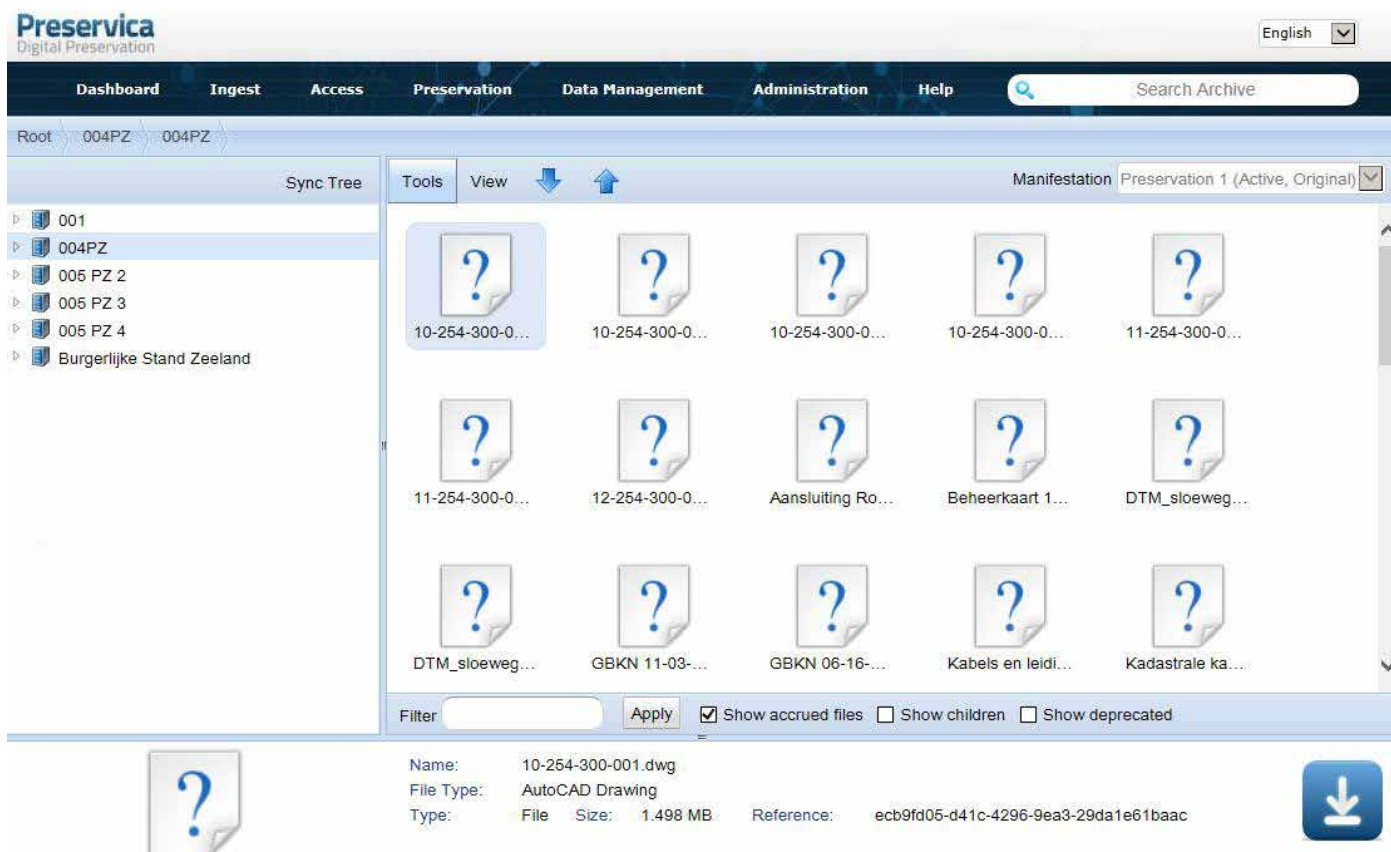 Preservica
Digital Preservation
English
Dashboard Ingest Access Preservation Data Management Administration Help Search Archive
Root 004PZ 004PZ
Sync Tree Tools View Manifestation Preservation 1 (Active, Original)
001
004PZ
005 PZ 2
005 PZ 3
005 PZ 4
Burgerlijke Stand Zeeland
10-254-300-0... 10-254-300-0... 10-254-300-0... 10-254-300-0... 11-254-300-0...
11-254-300-0... 12-254-300-0... Aansluiting Ro... Beheerkaart 1... DTM_sloeweg...
DTM_sloeweg... GBKN 11-03-... GBKN 06-16-... Kabels en leidi... Kadastrale ka...
Filter Apply Show accrued files Show children Show deprecated
Name: 10-254-300-001.dwg
File Type: AutoCAD Drawing
Type: File Size: 1.498 MB Reference: ecb9fd05-d41c-4296-9ea3-29da1e61baac